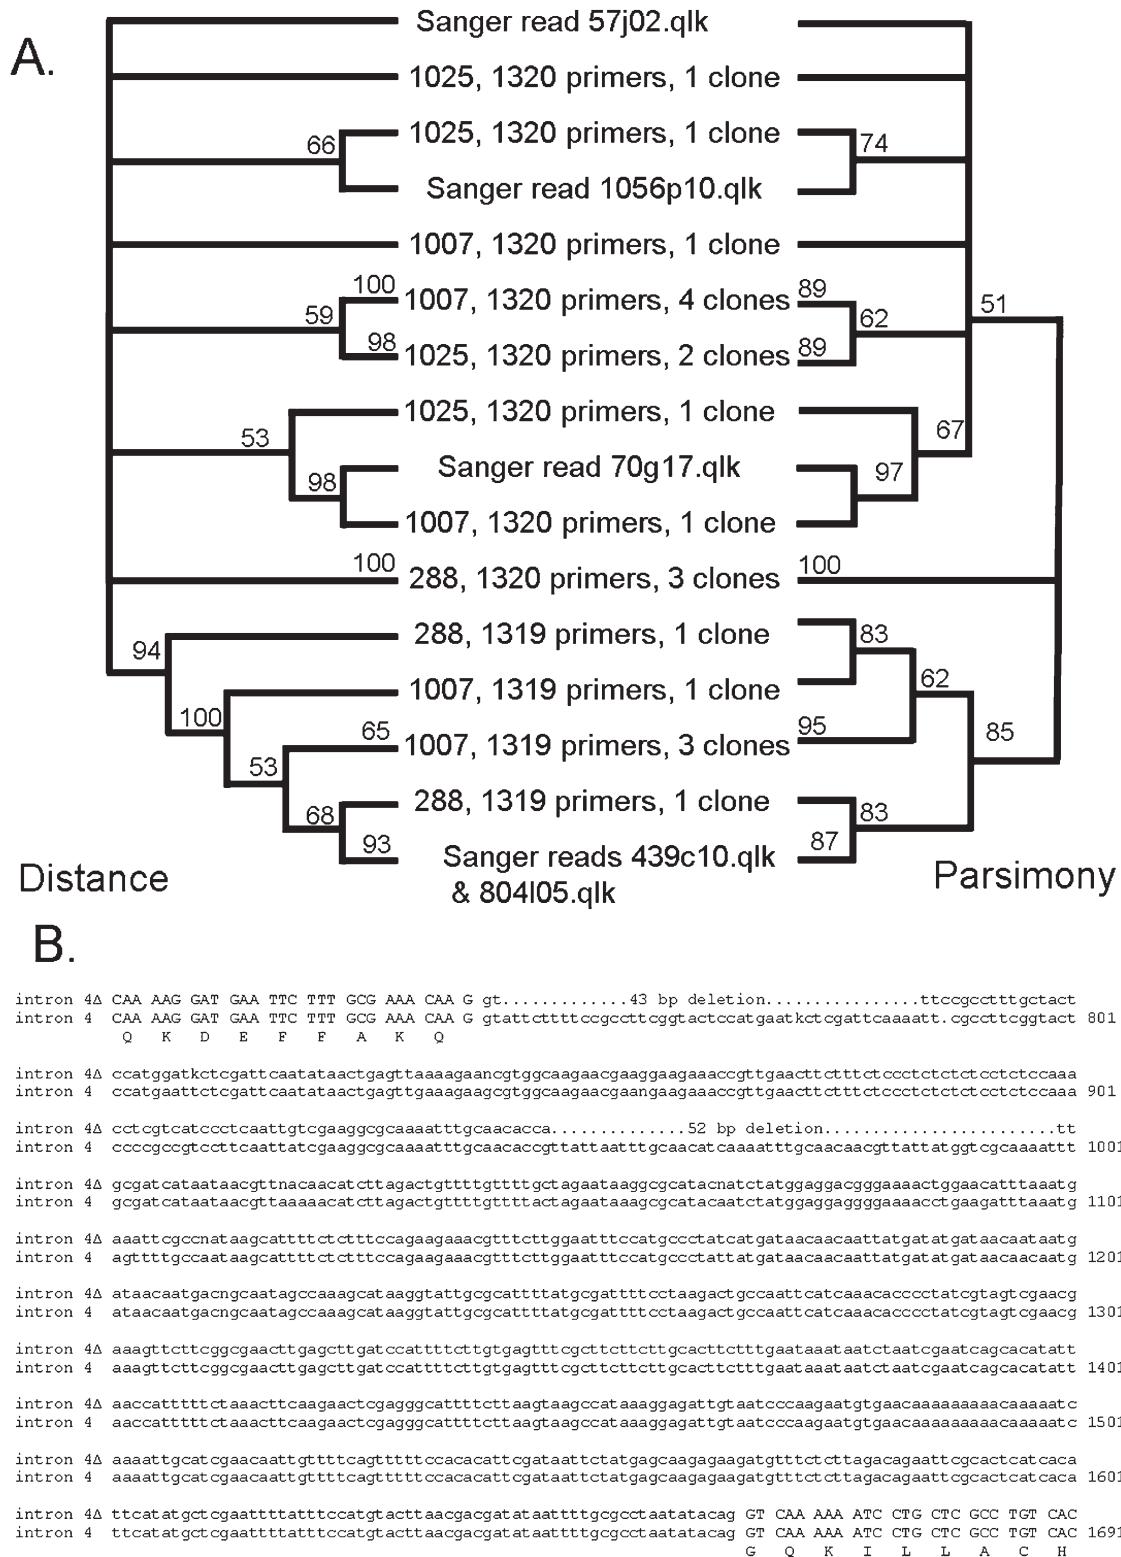 A.
Sanger read 57j02.qlk
1025, 1320 primers, 1 clone
66 1025, 1320 primers, 1 clone 74
Sanger read 1056p10.qlk
1007, 1320 primers, 1 clone
100 1007, 1320 primers, 4 clones 89
59 62 51
98 1025, 1320 primers, 2 clones 89
1025, 1320 primers, 1 clone
53 67
Sanger read 70g17.qlk
98 97
1007, 1320 primers, 1 clone
100 288, 1320 primers, 3 clones 100
288, 1319 primers, 1 clone 83
94
1007, 1319 primers, 1 clone 62
100
65 1007, 1319 primers, 3 clones 95 85
53
288, 1319 primers, 1 clone
68 83
93 Sanger reads 439c10.qlk 87
& 804l05.qlk
Distance Parsimony
B.
intron 4Δ CAA AAG GAT GAA TTC TTT GCG AAA CAA G gt.............43 bp deletion................ttccgcctttgctact
intron 4 CAA AAG GAT GAA TTC TTT GCG AAA CAA G gtattcttttccgccttcggtactccatgaatkctcgattcaaaatt.cgccttcggtact 801
Q K D E F F A K Q
intron 4Δ ccatggatkctcgattcaatataactgagttaaaagaancgtggcaagaacgaaggaagaaaccgttgaacttctttctccctctctctcctctctccaaa
intron 4 ccatgaattctcgattcaatataactgagttgaaagaagcgtggcaagaacgaangaagaaaccgttgaacttctttctccctctctctcctctctccaaa 901
intron 4Δ cctcgtcatccctcaattgtcgaaggcgcaaaatttgcaacacca..............52 bp deletion........................tt
intron 4 ccccgccgtccttcaattatcgaaggcgcaaaatttgcaacaccgttattaatttgcaacatcaaaatttgcaacaacgttattatggtcgcaaaattt 1001
intron 4Δ gcgatcataataacgttnacaacatcttagactgttttgttttgctagaataaggcgcatacnatctatggaggacgggaaaactggaacatttaaatg
intron 4 gcgatcataataacgttaaaaacatcttagactgttttgttttactagaataaagcgcatacaatctatggaggaggggaaaacctgaagatttaaatg 1101
intron 4Δ aaattcgccnataagcattttctctttccagaagaaacgtttcttggaatttccatgccctatcatgataacaacaattatgatatgataacaacaataatg
intron 4 agttttgccaataagcattttctctttccagaagaaacgtttcttggaatttccatgccctattatgataacaacaattatgatatgataacaacaataatg 1201
intron 4Δ ataacaatgacngcaatagccaaagcataaggtattgcgcattttatgcgattttcctaagactgccaattcatcaaacacccctatcgtagtcgaacg
intron 4 ataacaatgacagcaatagccaaagcataaggtattgcgcattttatgcgattttcctaagactgccaattcatcaaacacccctatcgtagtcgaacg 1301
intron 4Δ aaagttcttcggcgaacttgagcttgatccattttcttgtgagtttcgcttcttcttgcacttctttgaataaataatctaatcgaatcagcacatatt
intron 4 aaagttcttcggcgaacttgagcttgatccattttcttgtgagtttcgcttcttcttgcacttctttgaataaataatctaatcgaatcagcacatatt 1401
intron 4Δ aaccatttttctaaacttcaagaactcgagggcattttcttaagtaagccataaaggagattgtaatcccaagaatgtgaacaaaaaaaaacaaaaatc
intron 4 aaccatttttctaaacttcaagaactcgagggcattttcttaagtaagccataaaggagattgtaatcccaagaatgtgaacaaaaaaaaacaaaaatc 1501
intron 4Δ aaaattgcatcgaacaattgttttcagtttttccacacattcgataattctatgagcaagagaagatgtttctcttagacagaattcgcactcatcaca
intron 4 aaaattgcatcgaacaattgttttcagtttttccacacattcgataattctatgagcaagagaagatgtttctcttagacagaattcgcactcatcaca 1601
intron 4Δ ttcatatgctcgaattttatttccatgtacttaacgacgatataattttgcgcctaatatacag GT CAA AAA ATC CTG CTC GCC TGT CAC
intron 4 ttcatatgctcgaattttatttccatgtacttaacgacgatataattttgcgcctaatatacag GT CAA AAA ATC CTG CTC GCC TGT CAC 1691
G Q K I L L A C H